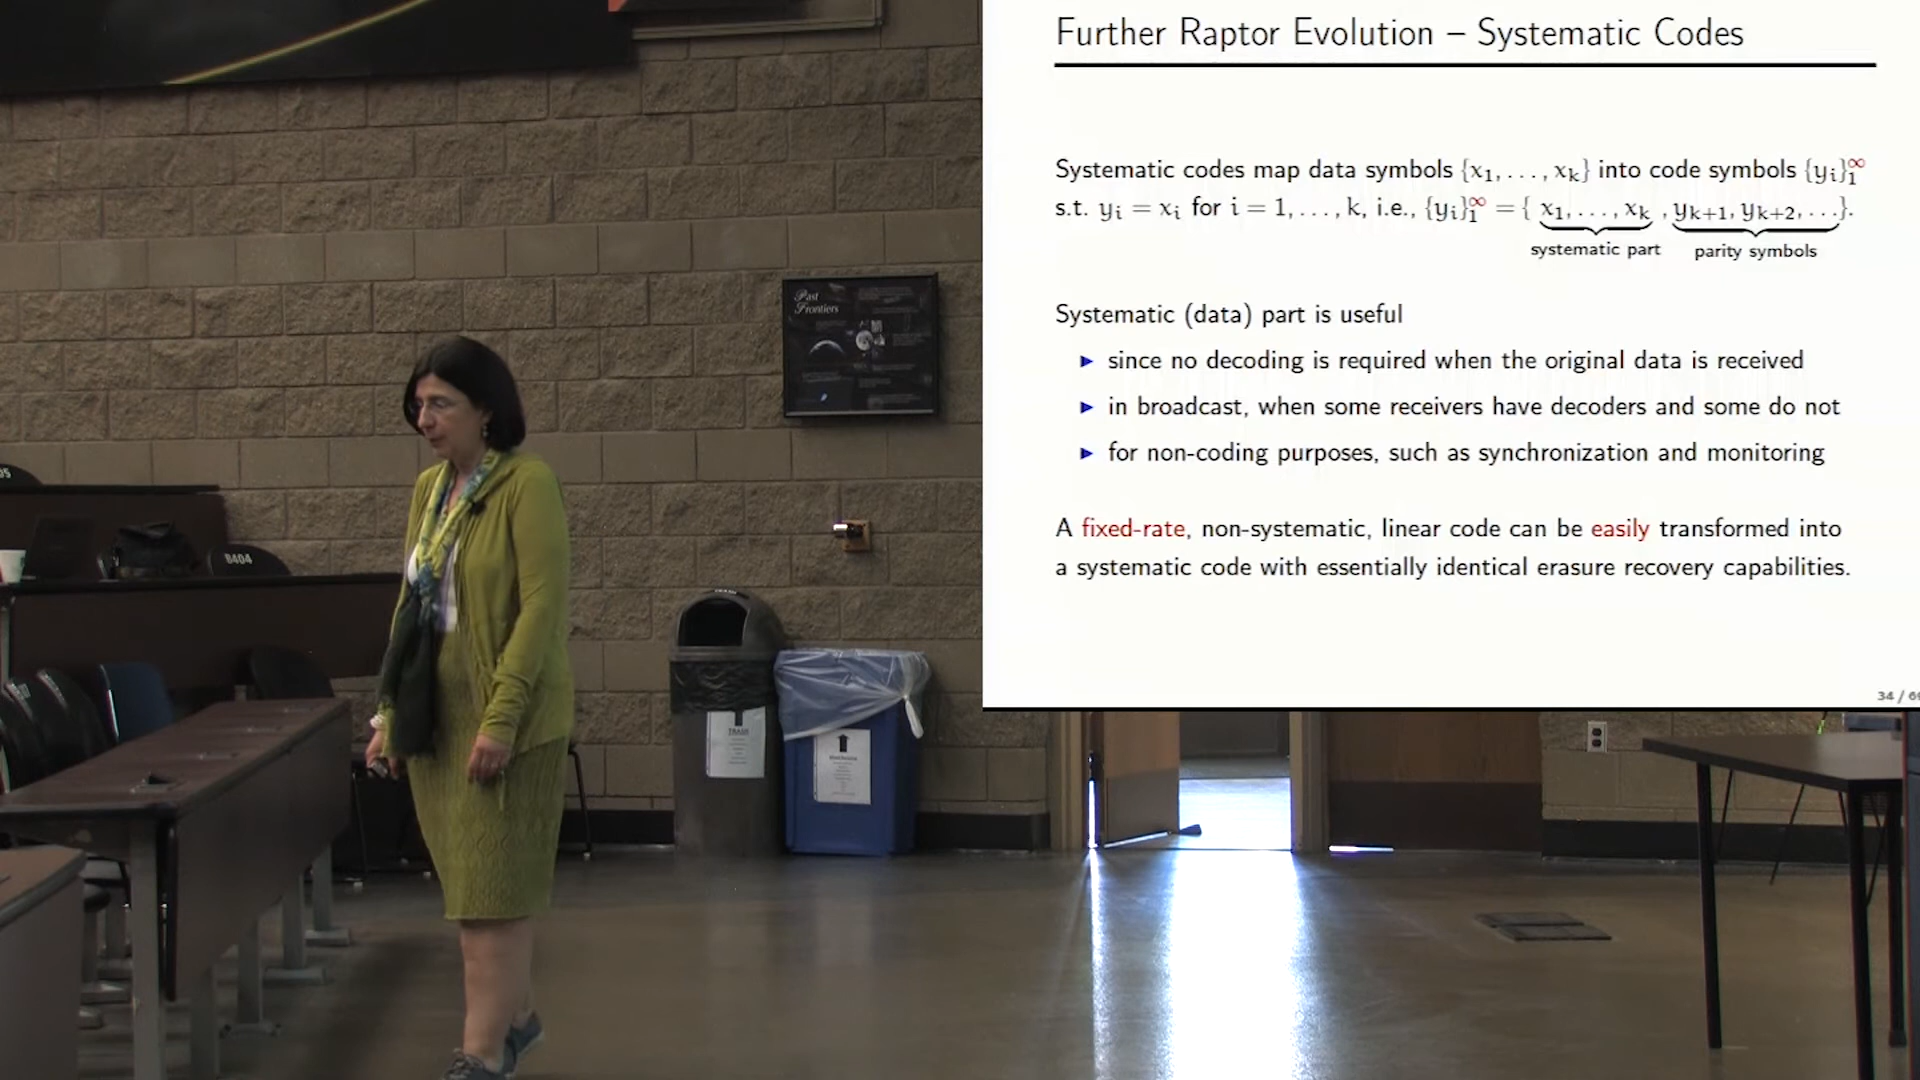 Further Raptor Evolution – Systematic Codes
Systematic codes map data symbols {x₁, . . . , xₖ} into code symbols {yᵢ}₁^∞
s.t. yᵢ = xᵢ for i = 1, . . . , k, i.e., {yᵢ}₁^∞ = { x₁, . . . , xₖ , yₖ₊₁, yₖ₊₂, . . .}.
systematic part parity symbols
Systematic (data) part is useful
▶ since no decoding is required when the original data is received
▶ in broadcast, when some receivers have decoders and some do not
▶ for non-coding purposes, such as synchronization and monitoring
A fixed-rate, non-systematic, linear code can be easily transformed into
a systematic code with essentially identical erasure recovery capabilities.
34 /
Past
Frontiers
B404
TRASH